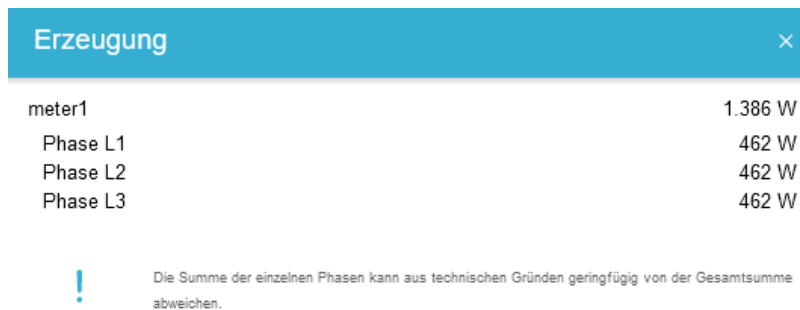 Erzeugung ×
meter1 1.386 W
Phase L1 462 W
Phase L2 462 W
Phase L3 462 W
! Die Summe der einzelnen Phasen kann aus technischen Gründen geringfügig von der Gesamtsumme
abweichen.